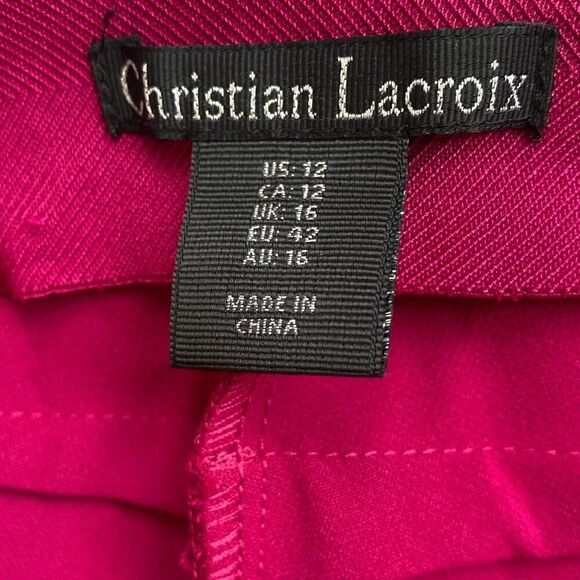 Christian Lacroix
US: 12
CA: 12
UK: 16
EU: 42
AU: 16
MADE IN
CHINA